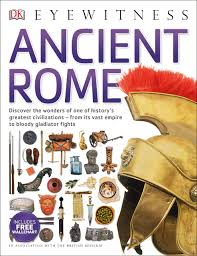 DK EYEWITNESS
ANCIENT
ROME
Discover the wonders of one of history's
greatest civilizations – from its vast empire
to bloody gladiator fights
INCLUDES
FREE
WALLCHART
IN ASSOCIATION WITH THE BRITISH MUSEUM